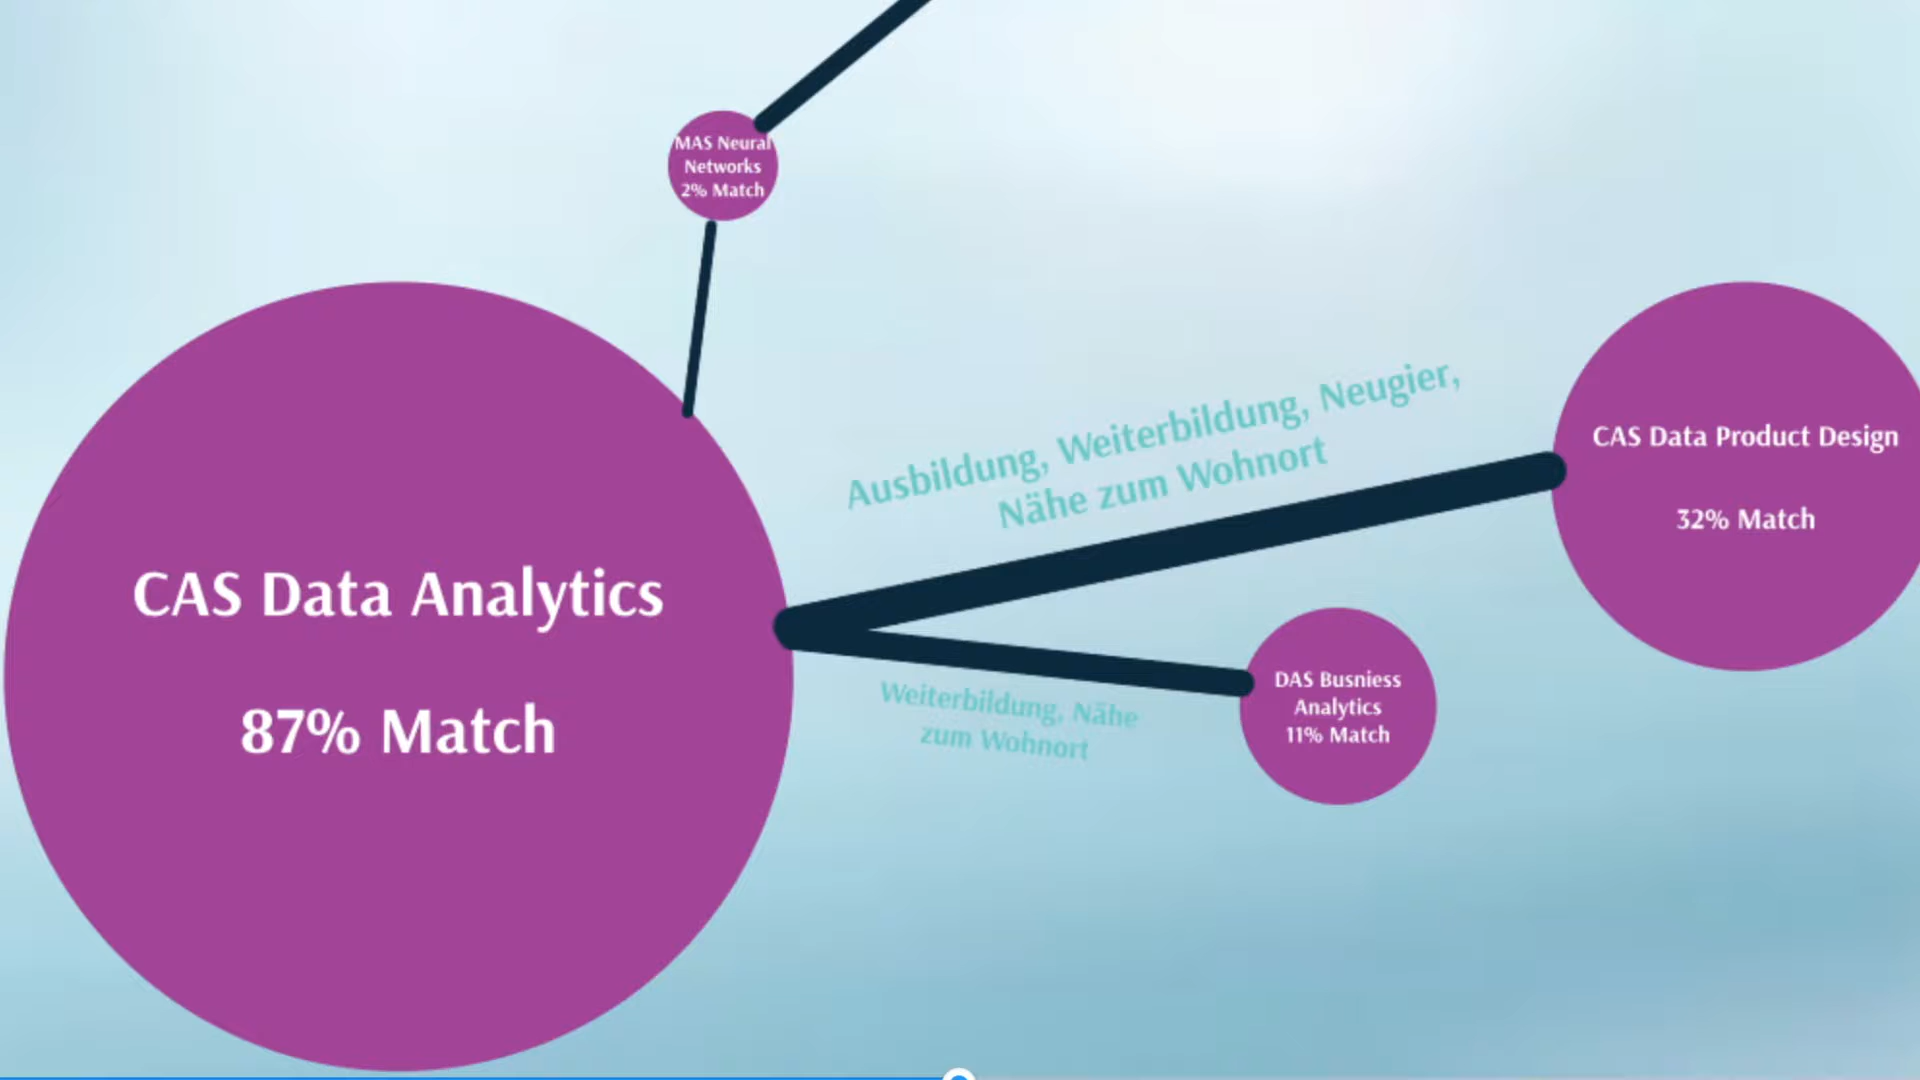 MAS Neural
Networks
2% Match
Ausbildung, Weiterbildung, Neugier,
Nähe zum Wohnort
CAS Data Product Design
32% Match
CAS Data Analytics
87% Match
DAS Busniess
Analytics
11% Match
Weiterbildung, Nähe
zum Wohnort